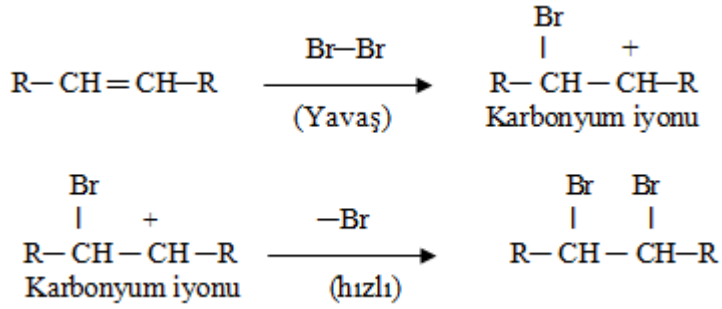 Br
Br—Br | +
R—CH=CH—R R—CH—CH—R
(Yavaş) Karbonyum iyonu
Br Br Br
| + —Br | |
R—CH—CH—R R—CH—CH—R
Karbonyum iyonu (hızlı)